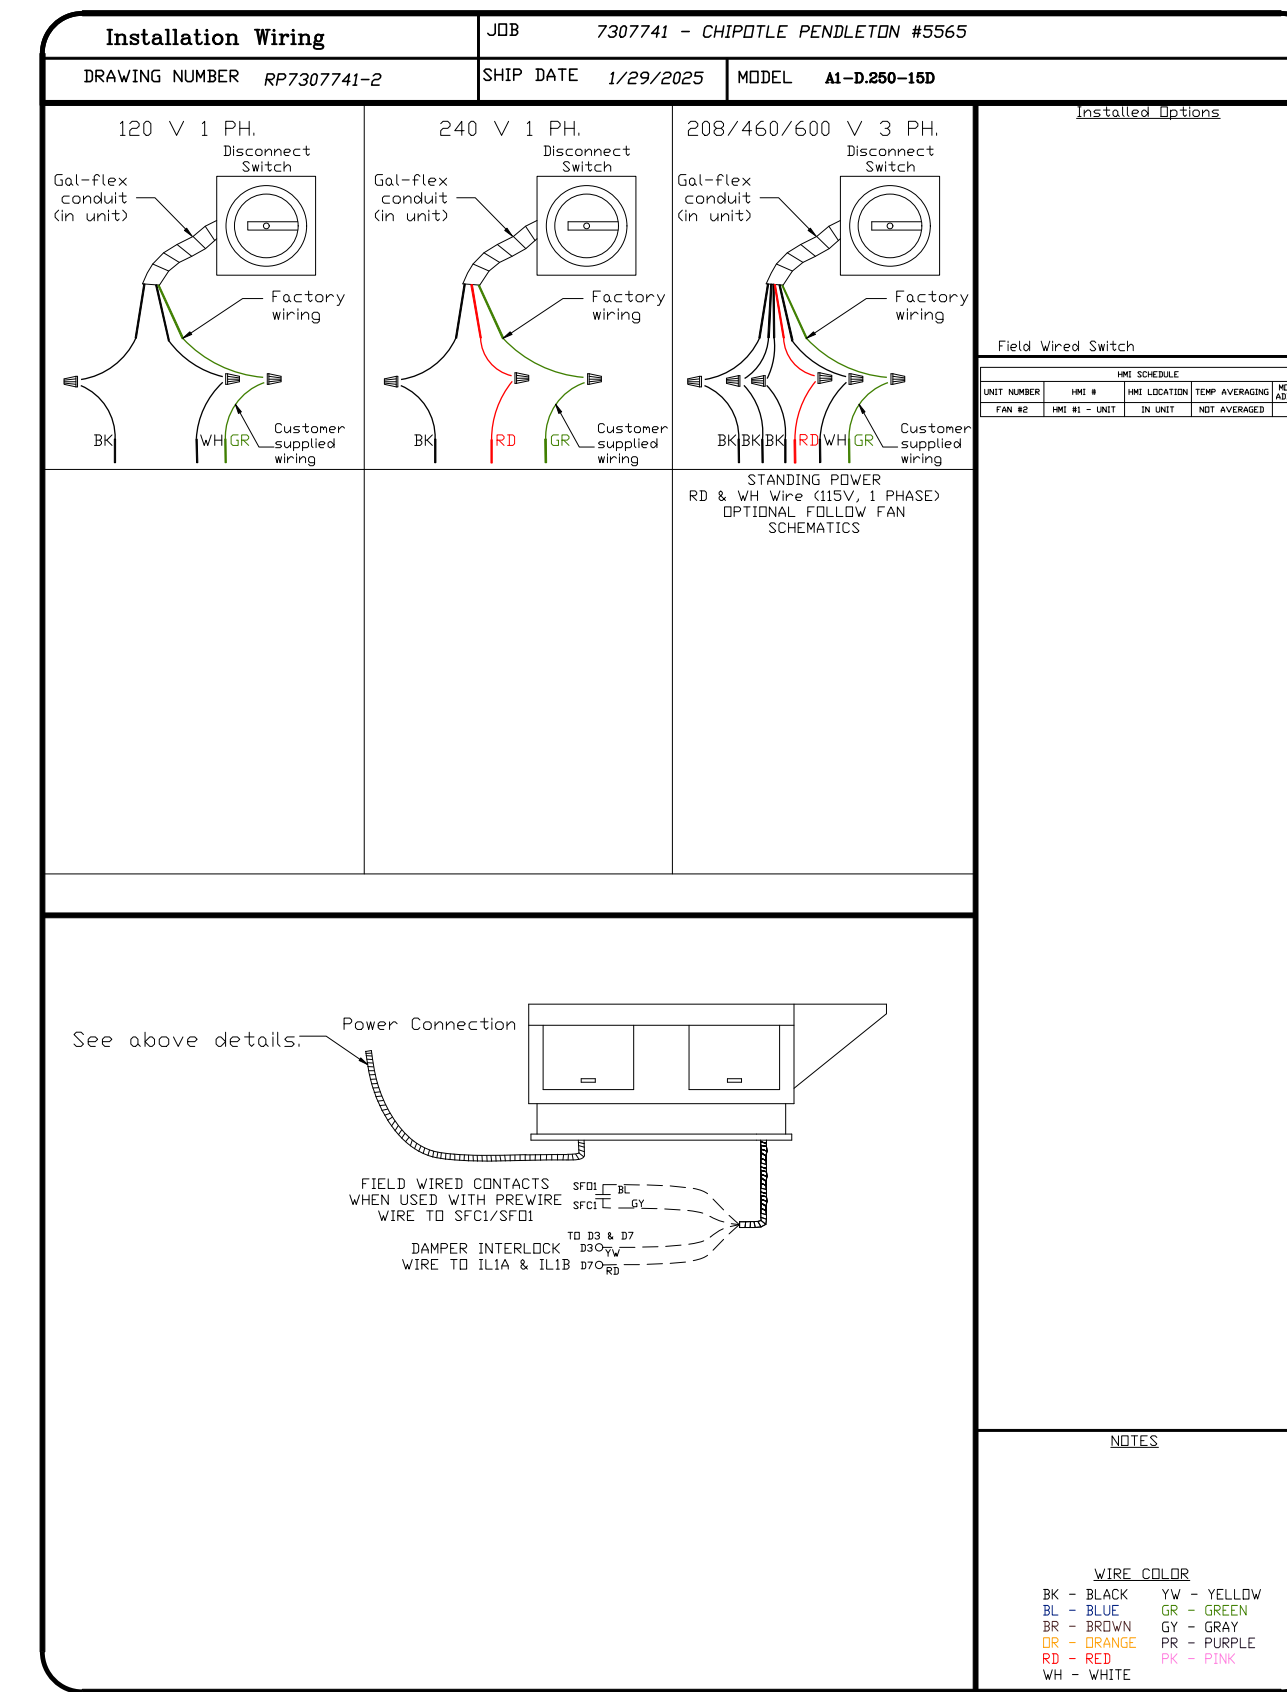 Installation Wiring
JOB 7307741 - CHIPOTLE PENDLETON #5565
DRAWING NUMBER RP7307741-2
SHIP DATE 1/29/2025
MODEL A1-D.250-15D
120 V 1 PH.
Disconnect
Switch
Gal-flex
conduit
(in unit)
Factory
wiring
BK
WH
GR
Customer
supplied
wiring
240 V 1 PH.
Disconnect
Switch
Gal-flex
conduit
(in unit)
Factory
wiring
BK
RD
GR
Customer
supplied
wiring
208/460/600 V 3 PH.
Disconnect
Switch
Gal-flex
conduit
(in unit)
Factory
wiring
BK
BK
BK
RD
WH
GR
Customer
supplied
wiring
STANDING POWER
RD & WH Wire (115V, 1 PHASE)
OPTIONAL FOLLOW FAN
SCHEMATICS
Installed Options
Field Wired Switch
HMI SCHEDULE
UNIT NUMBER HMI # HMI LOCATION TEMP AVERAGING
FAN #2 HMI #1 - UNIT IN UNIT NOT AVERAGED
See above details.
Power Connection
FIELD WIRED CONTACTS
WHEN USED WITH PREWIRE
WIRE TO SFC1/SFO1
SFO1
BL
SFC1
GY
TO D3 & D7
DAMPER INTERLOCK
WIRE TO IL1A & IL1B
D3
YW
D7
RD
NOTES
WIRE COLOR
BK - BLACK YW - YELLOW
BL - BLUE GR - GREEN
BR - BROWN GY - GRAY
OR - ORANGE PR - PURPLE
RD - RED PK - PINK
WH - WHITE